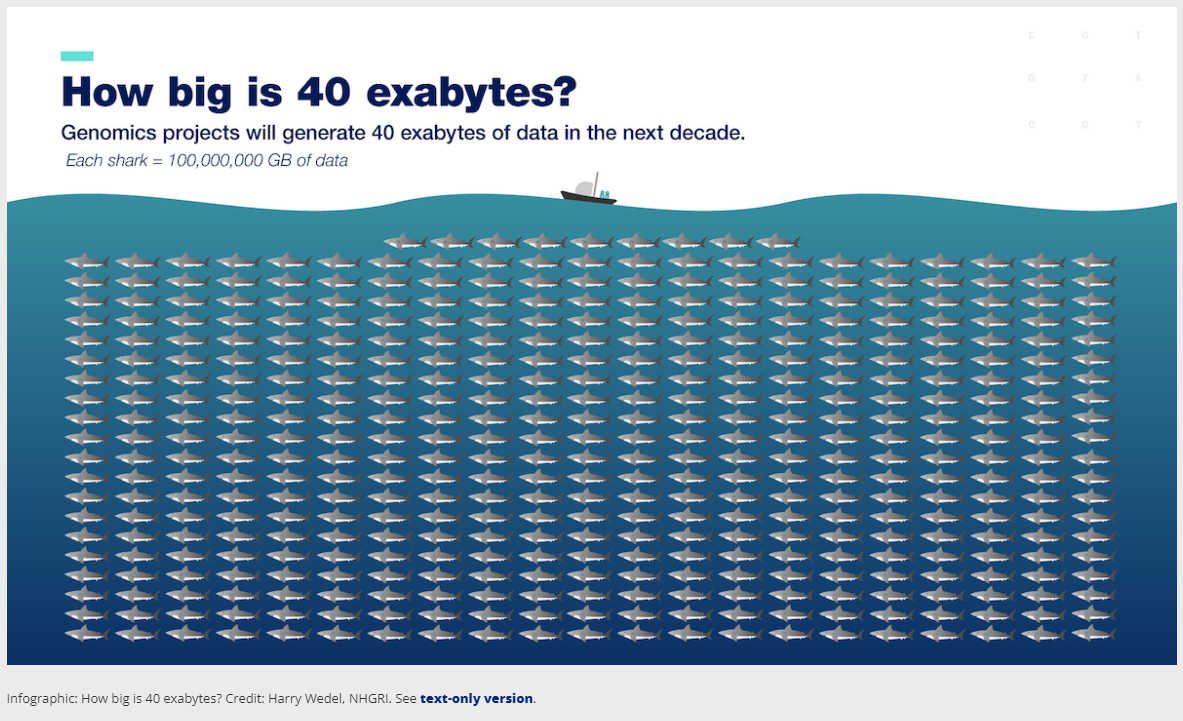 C G T
How big is 40 exabytes?
G T A
Genomics projects will generate 40 exabytes of data in the next decade.
C G T
Each shark = 100,000,000 GB of data
Infographic: How big is 40 exabytes? Credit: Harry Wedel, NHGRI. See text-only version.